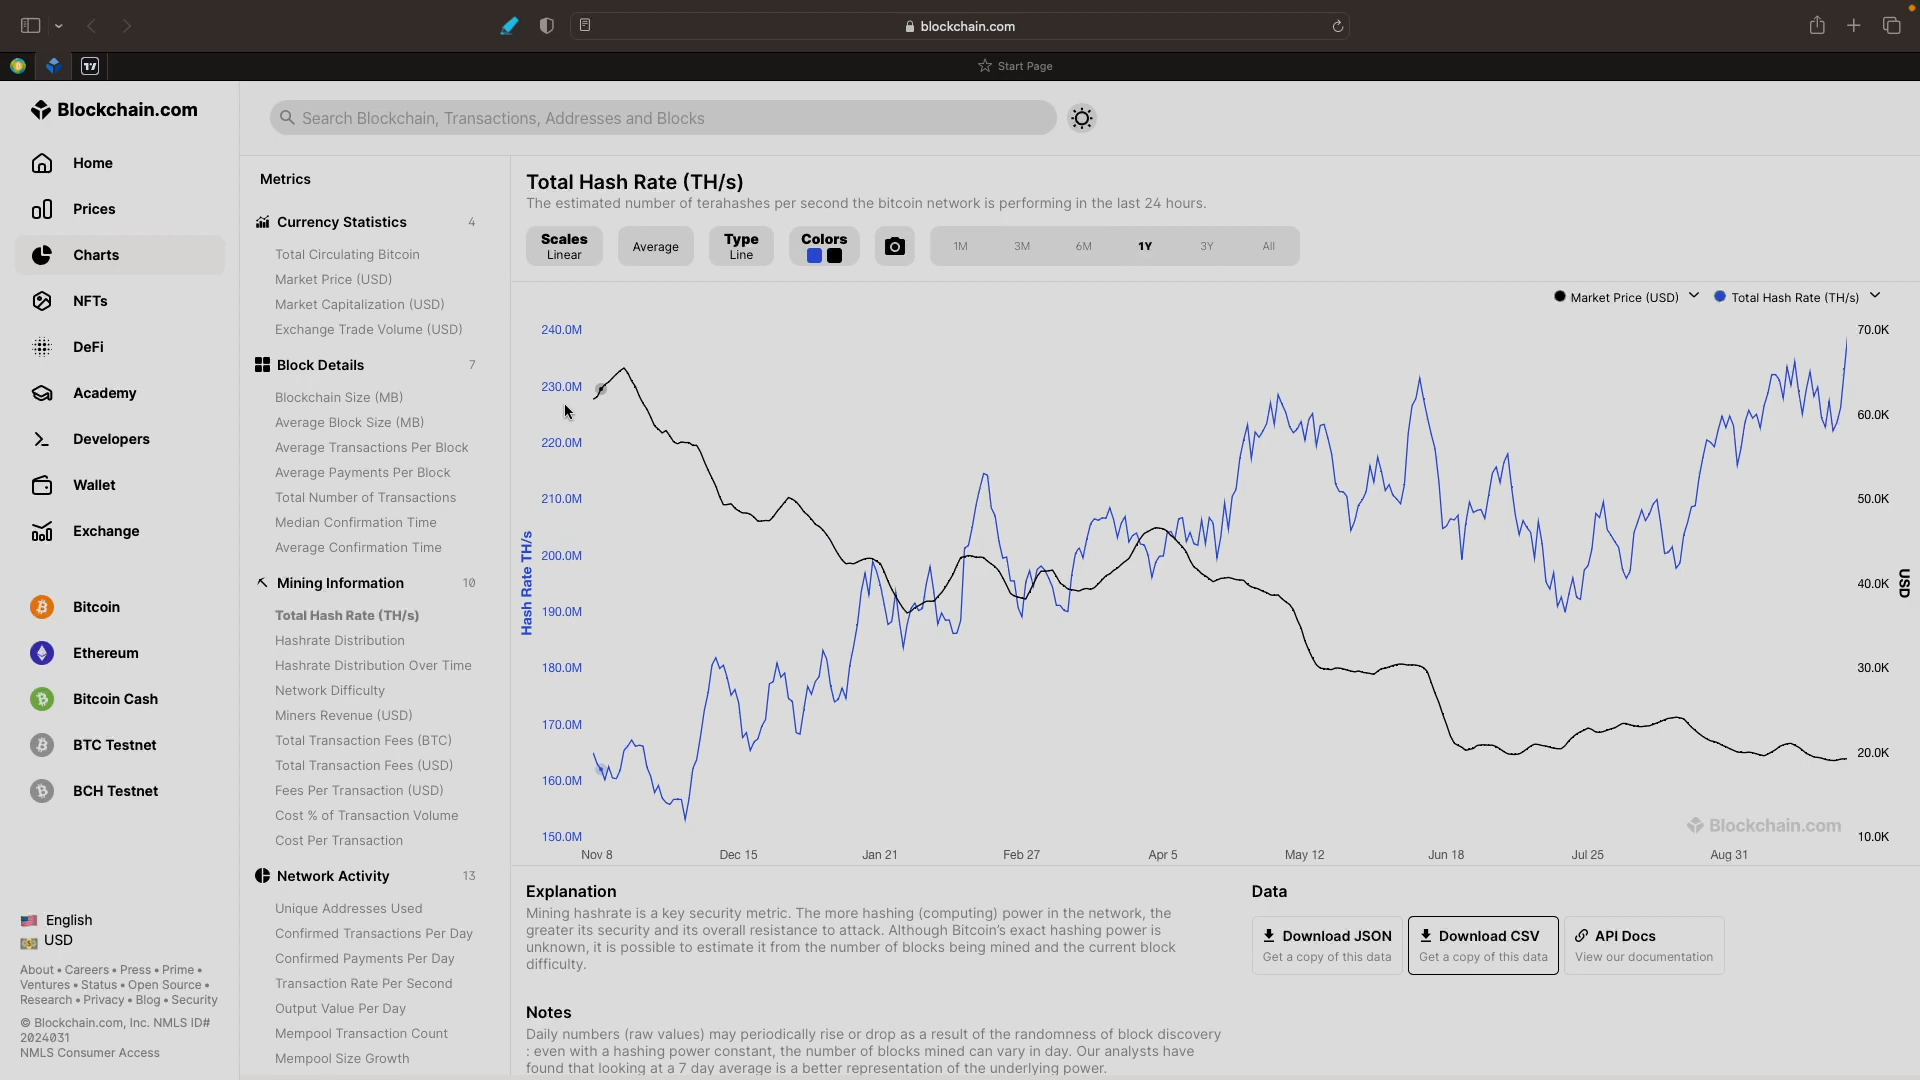 blockchain.com
Start Page
Blockchain.com
Search Blockchain, Transactions, Addresses and Blocks
Home
Prices
Charts
NFTs
DeFi
Academy
Developers
Wallet
Exchange
Bitcoin
Ethereum
Bitcoin Cash
BTC Testnet
BCH Testnet
English
USD
About • Careers • Press • Prime •
Ventures • Status • Open Source •
Research • Privacy • Blog • Security
© Blockchain.com, Inc. NMLS ID#
2024031
NMLS Consumer Access
Metrics
Currency Statistics 4
Total Circulating Bitcoin
Market Price (USD)
Market Capitalization (USD)
Exchange Trade Volume (USD)
Block Details 7
Blockchain Size (MB)
Average Block Size (MB)
Average Transactions Per Block
Average Payments Per Block
Total Number of Transactions
Median Confirmation Time
Average Confirmation Time
Mining Information 10
Total Hash Rate (TH/s)
Hashrate Distribution
Hashrate Distribution Over Time
Network Difficulty
Miners Revenue (USD)
Total Transaction Fees (BTC)
Total Transaction Fees (USD)
Fees Per Transaction (USD)
Cost % of Transaction Volume
Cost Per Transaction
Network Activity 13
Unique Addresses Used
Confirmed Transactions Per Day
Confirmed Payments Per Day
Transaction Rate Per Second
Output Value Per Day
Mempool Transaction Count
Mempool Size Growth
Total Hash Rate (TH/s)
The estimated number of terahashes per second the bitcoin network is performing in the last 24 hours.
Scales
Linear
Average
Type
Line
Colors
1M 3M 6M 1Y 3Y All
Market Price (USD) Total Hash Rate (TH/s)
240.0M
230.0M
220.0M
210.0M
200.0M
190.0M
180.0M
170.0M
160.0M
150.0M
Hash Rate TH/s
70.0K
60.0K
50.0K
40.0K
30.0K
20.0K
10.0K
USD
Blockchain.com
Nov 8 Dec 15 Jan 21 Feb 27 Apr 5 May 12 Jun 18 Jul 25 Aug 31
Explanation
Mining hashrate is a key security metric. The more hashing (computing) power in the network, the
greater its security and its overall resistance to attack. Although Bitcoin's exact hashing power is
unknown, it is possible to estimate it from the number of blocks being mined and the current block
difficulty.
Notes
Daily numbers (raw values) may periodically rise or drop as a result of the randomness of block discovery
: even with a hashing power constant, the number of blocks mined can vary in day. Our analysts have
found that looking at a 7 day average is a better representation of the underlying power.
Data
Download JSON
Get a copy of this data
Download CSV
Get a copy of this data
API Docs
View our documentation